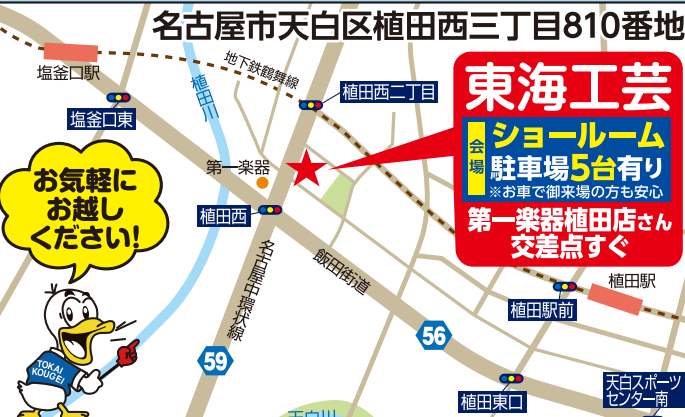 名古屋市天白区植田西三丁目810番地
塩釜口駅
地下鉄鶴舞線
植田川
塩釜口東
植田西二丁目
東海工芸
会場
ショールーム
駐車場5台有り
※お車で御来場の方も安心
第一楽器植田店さん
交差点すぐ
第一楽器
お気軽に
お越し
ください!
植田西
名古屋中環状線
飯田街道
植田駅
植田駅前
56
59
TOKAI
KOUGEI
植田東口
天白スポーツ
センター南
天白川